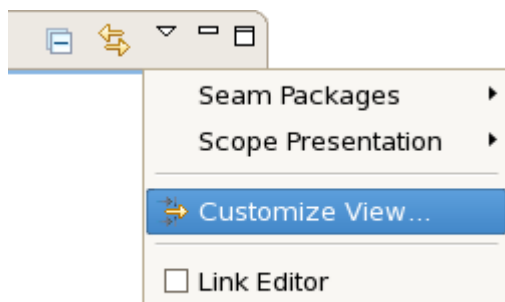 Seam Packages
Scope Presentation
Customize View...
Link Editor